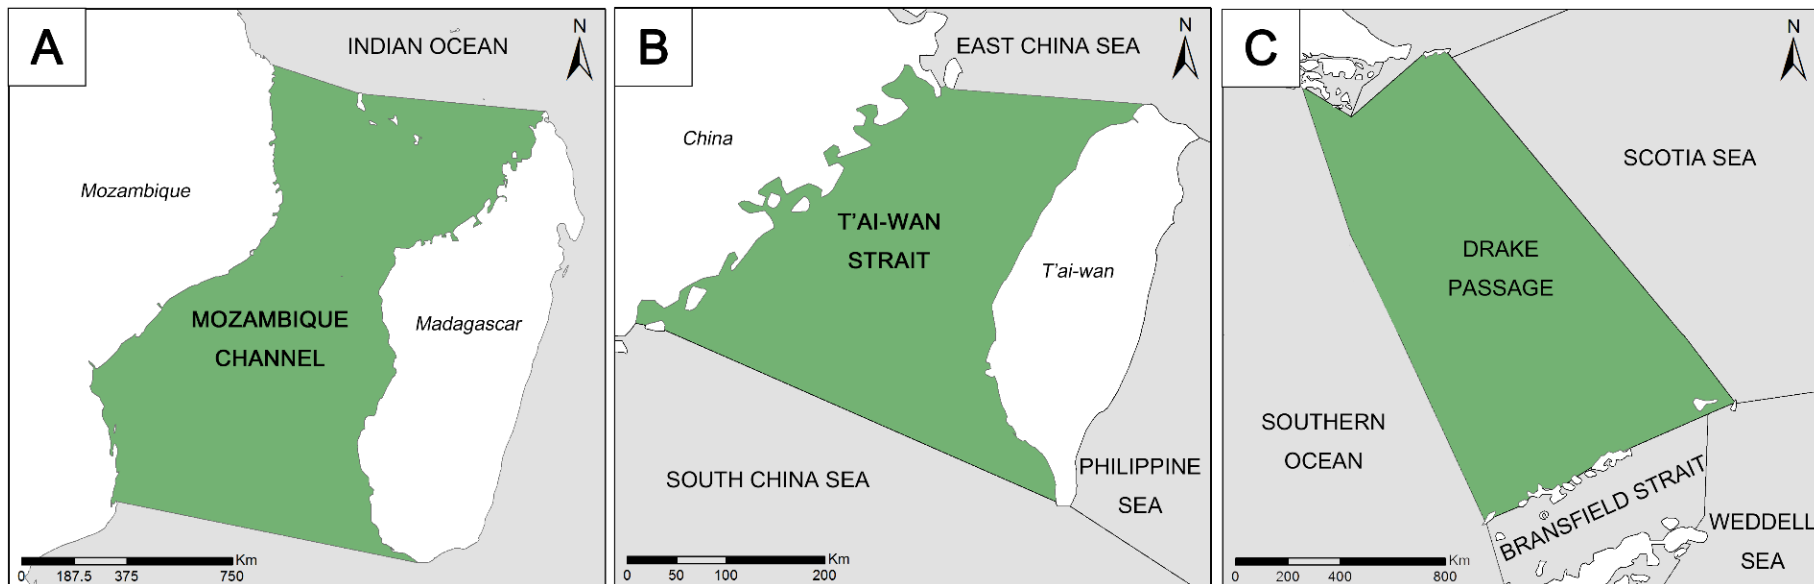 A
INDIAN OCEAN
N
Mozambique
MOZAMBIQUE
CHANNEL
Madagascar
0 187.5 375 750 Km
B
EAST CHINA SEA
N
China
T'AI-WAN
STRAIT
T'ai-wan
SOUTH CHINA SEA
PHILIPPINE
SEA
0 50 100 200 Km
C
N
SCOTIA SEA
DRAKE
PASSAGE
SOUTHERN
OCEAN
BRANSFIELD STRAIT
WEDDELL
SEA
0 200 400 800 Km